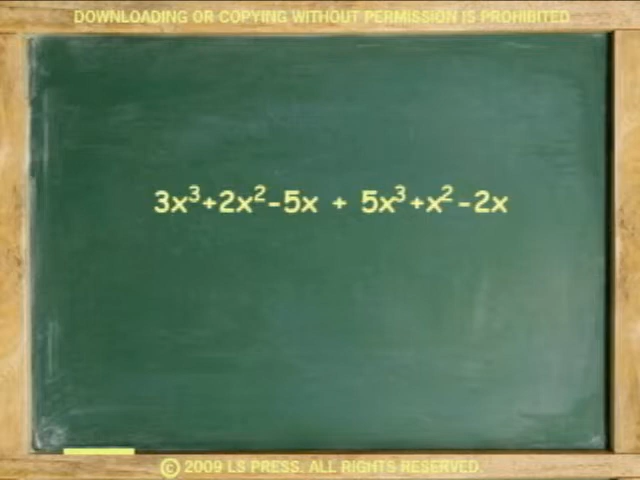 DOWNLOADING OR COPYING WITHOUT PERMISSION IS PROHIBITED
3x³+2x²-5x + 5x³+x²-2x
© 2009 LS PRESS. ALL RIGHTS RESERVED.